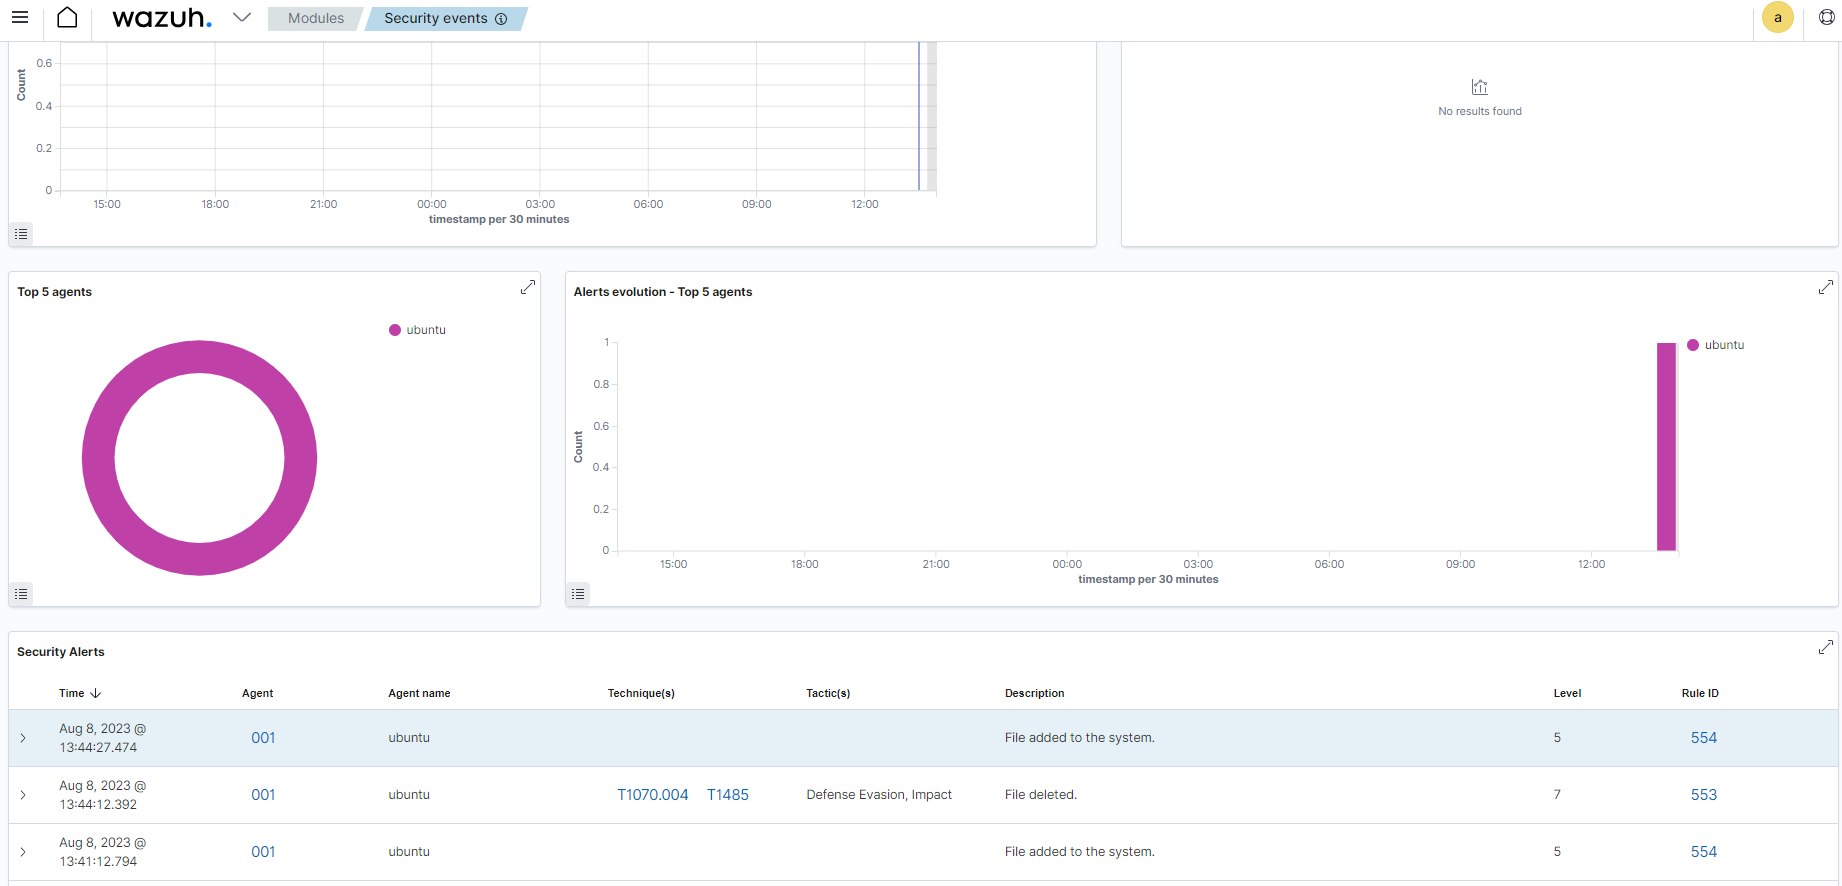 wazuh.
Modules
Security events
a
Count
0.6
0.4
0.2
0
15:00 18:00 21:00 00:00 03:00 06:00 09:00 12:00
timestamp per 30 minutes
No results found
Top 5 agents
ubuntu
Alerts evolution - Top 5 agents
ubuntu
Count
1
0.8
0.6
0.4
0.2
0
15:00 18:00 21:00 00:00 03:00 06:00 09:00 12:00
timestamp per 30 minutes
Security Alerts
Time Agent Agent name Technique(s) Tactic(s) Description Level Rule ID
Aug 8, 2023 @
13:44:27.474
001 ubuntu File added to the system. 5 554
Aug 8, 2023 @
13:44:12.392
001 ubuntu T1070.004 T1485 Defense Evasion, Impact File deleted. 7 553
Aug 8, 2023 @
13:41:12.794
001 ubuntu File added to the system. 5 554